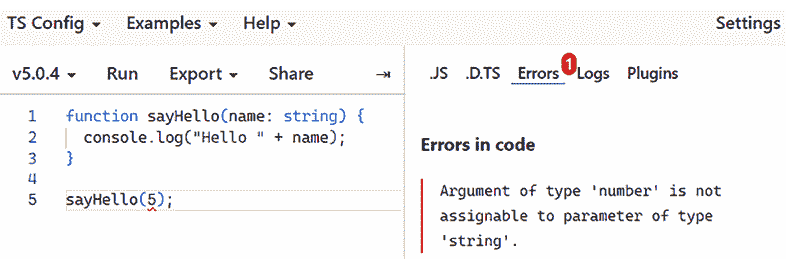 TS Config Examples Help Settings
v5.0.4 Run Export Share
.JS .D.TS Errors 1 Logs Plugins
1 function sayHello(name: string) {
2 console.log("Hello " + name);
3 }
4
5 sayHello(5);
Errors in code
Argument of type 'number' is not
assignable to parameter of type
'string'.